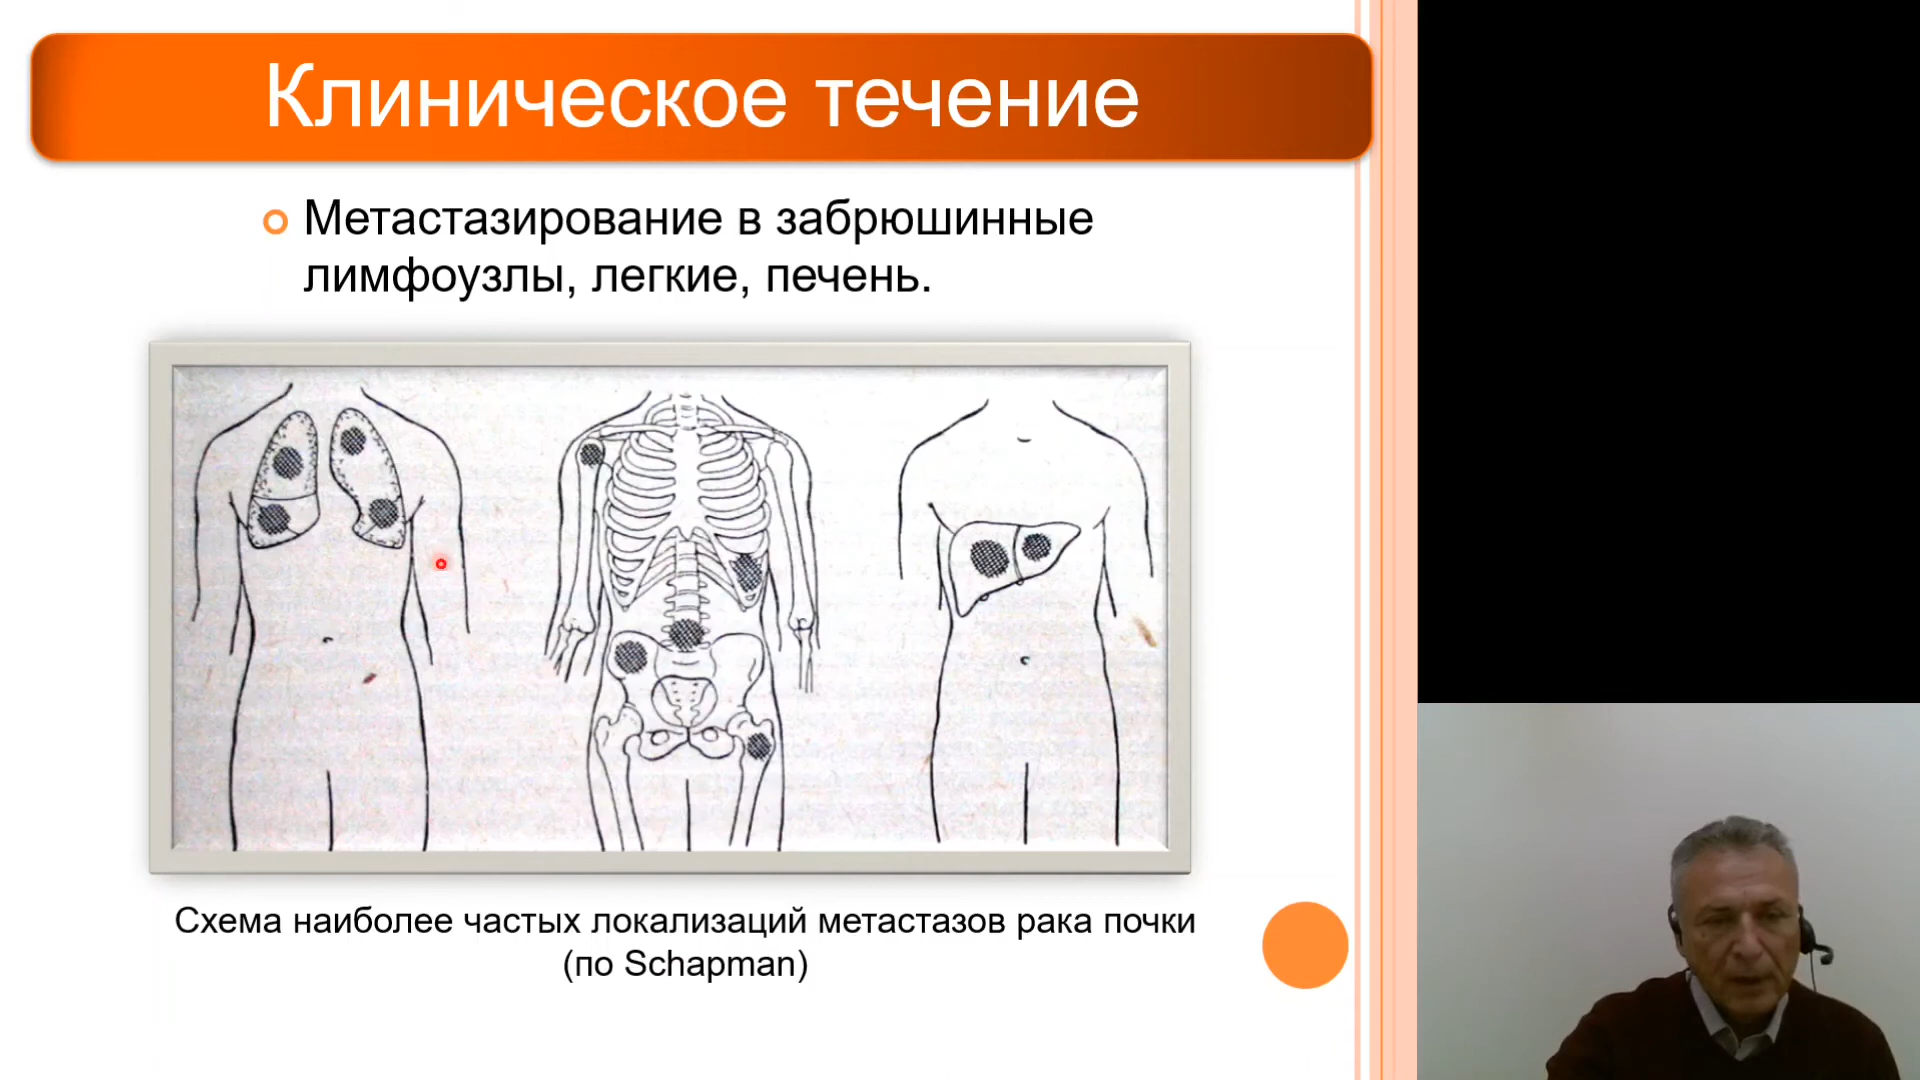 Клиническое течение
Метастазирование в забрюшинные
лимфоузлы, легкие, печень.
Схема наиболее частых локализаций метастазов рака почки
(по Schapman)